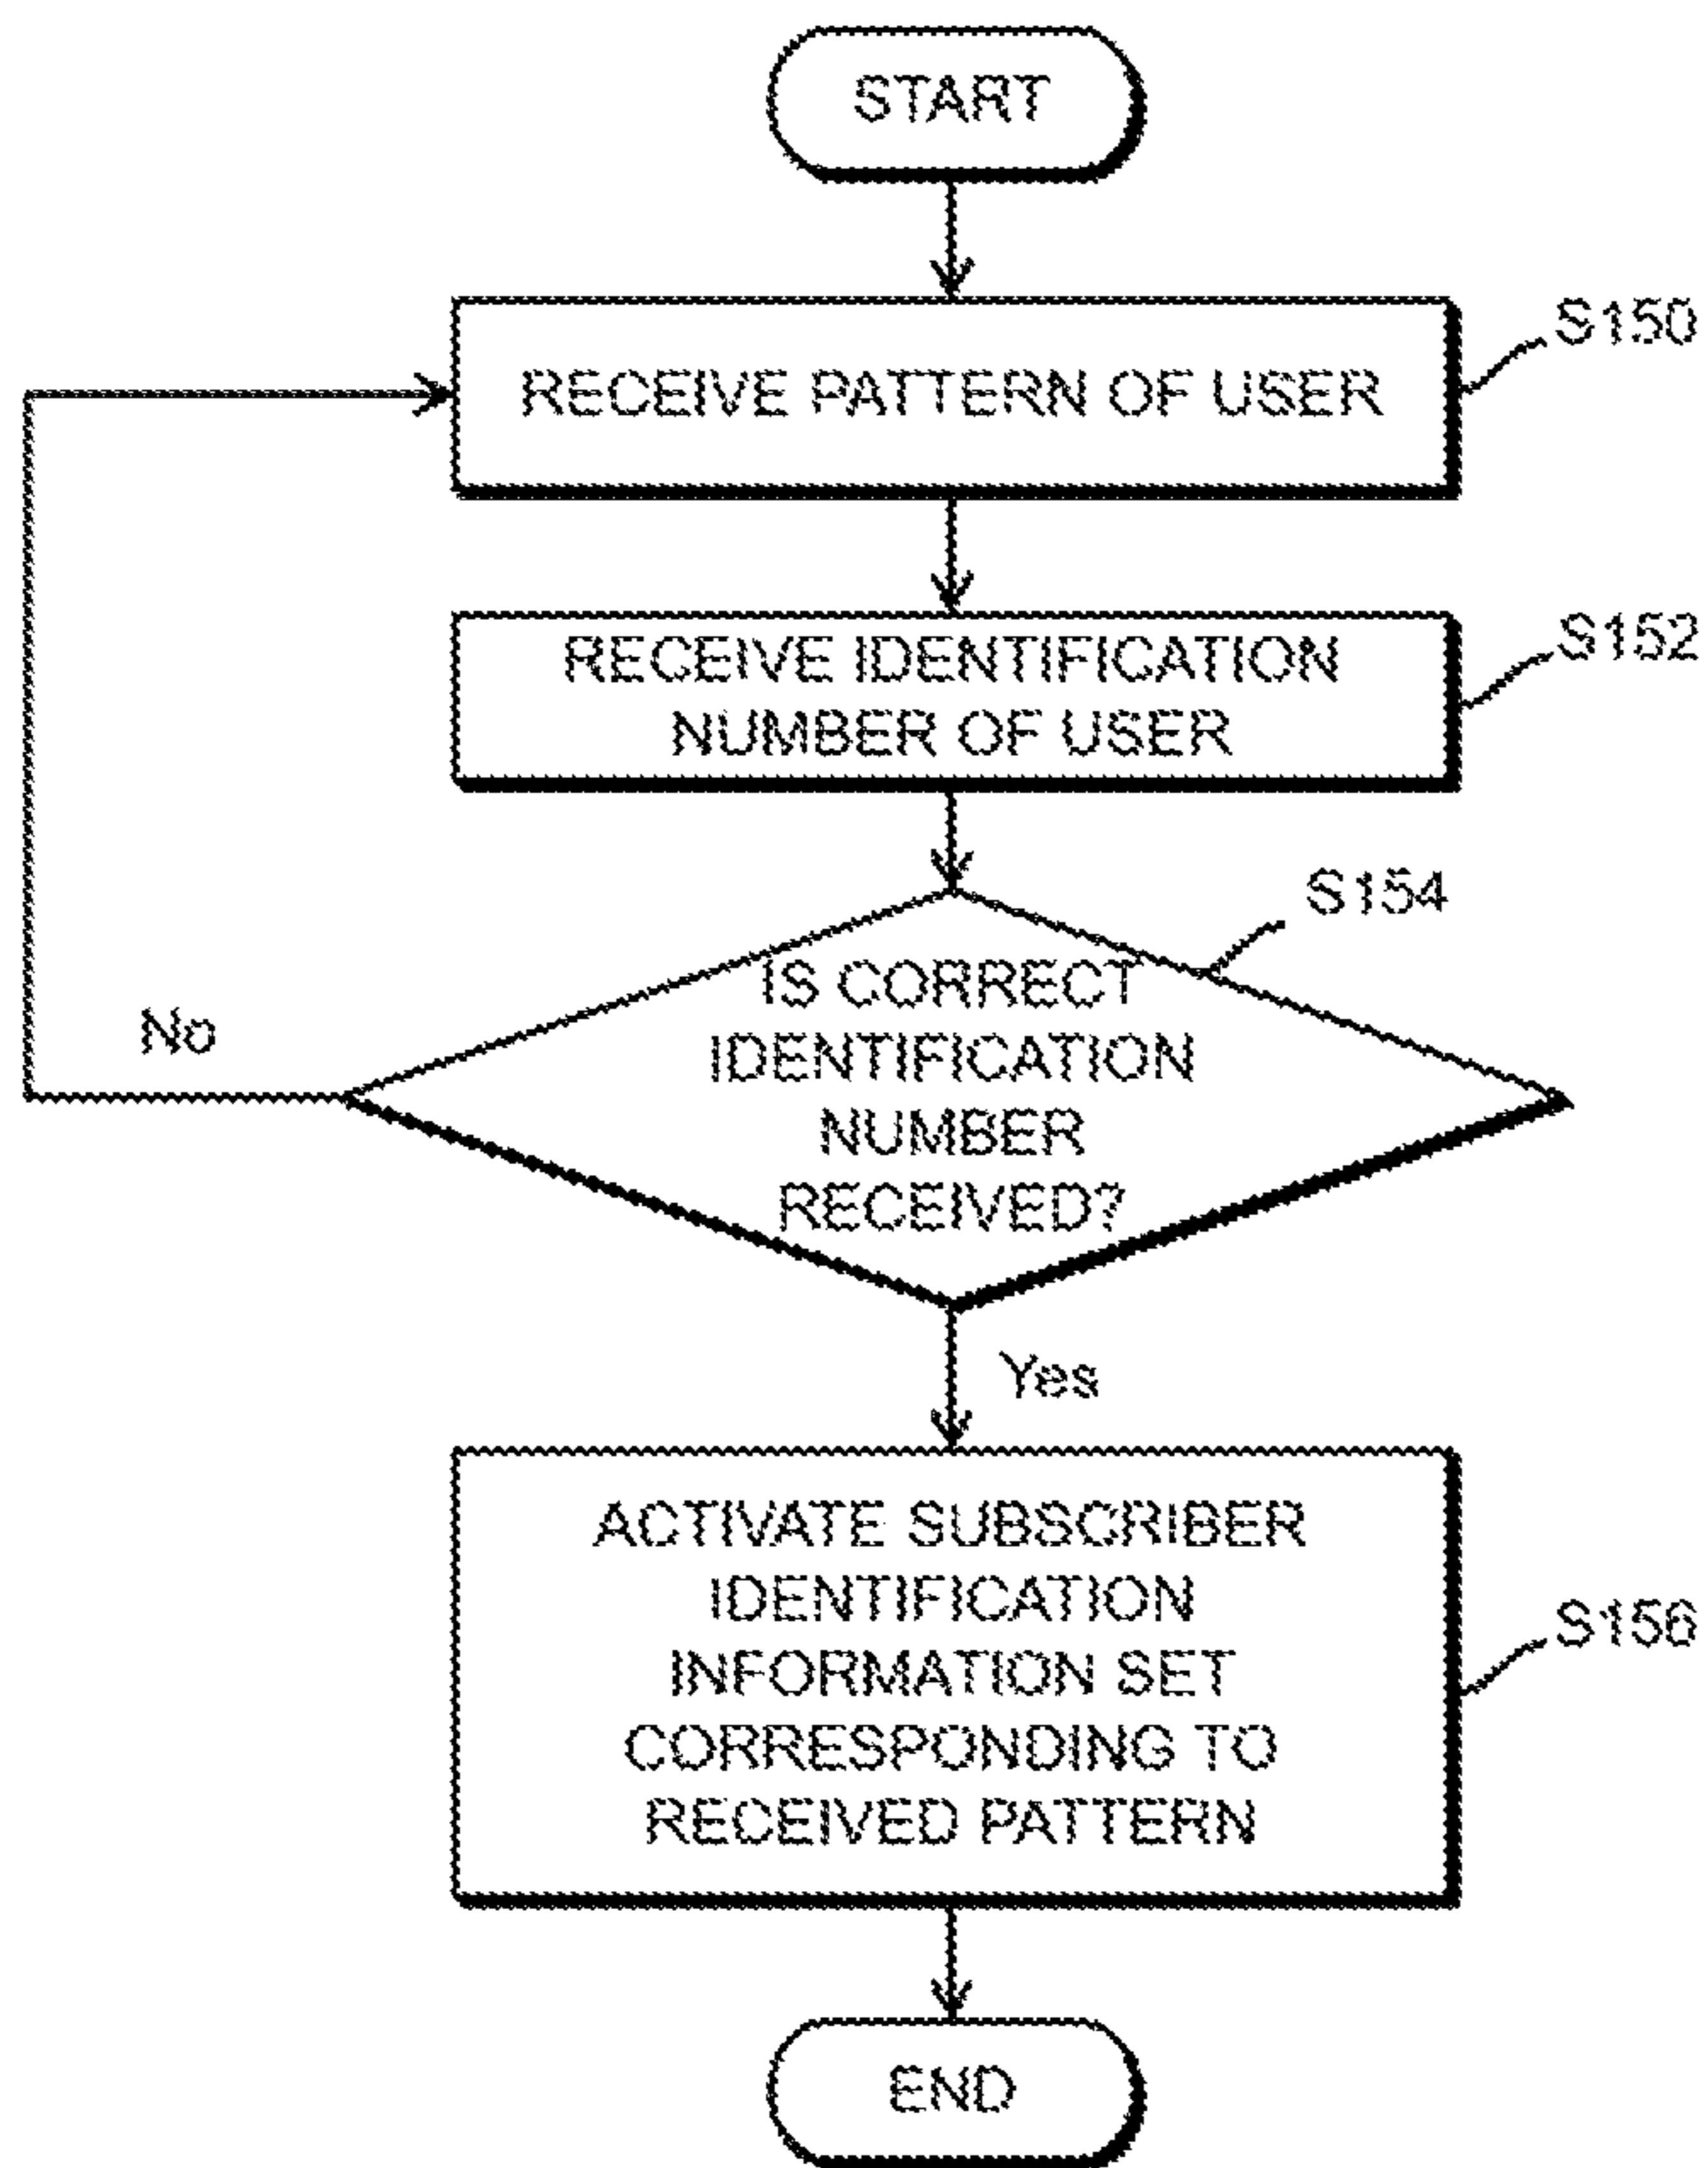 START
RECEIVE PATTERN OF USER
S150
RECEIVE IDENTIFICATION
NUMBER OF USER
S152
S154
IS CORRECT
IDENTIFICATION
NUMBER
RECEIVED?
No
Yes
ACTIVATE SUBSCRIBER
IDENTIFICATION
INFORMATION SET
CORRESPONDING TO
RECEIVED PATTERN
S156
END